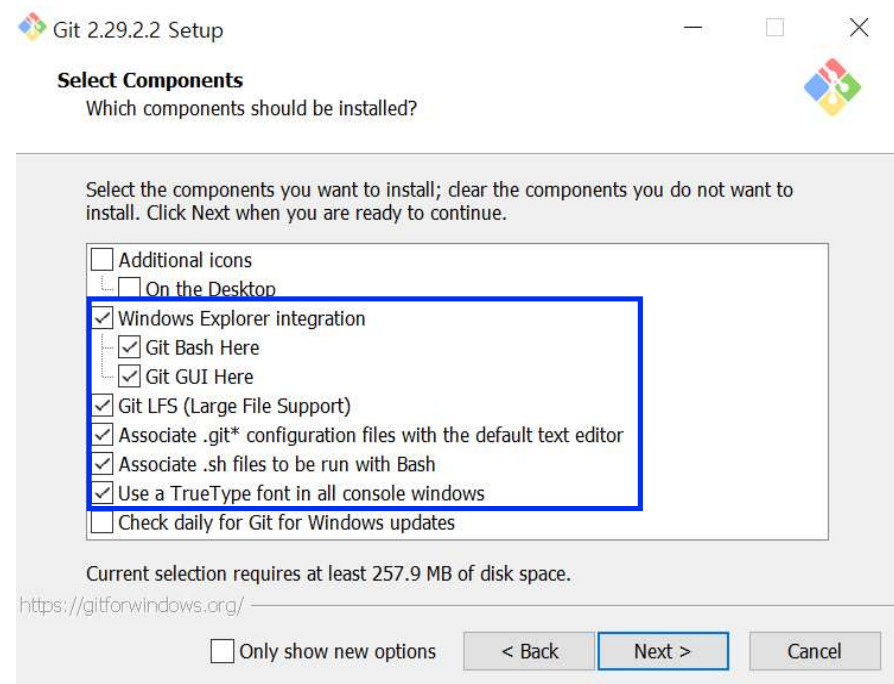 Git 2.29.2.2 Setup
Select Components
Which components should be installed?
Select the components you want to install; clear the components you do not want to
install. Click Next when you are ready to continue.
Additional icons
On the Desktop
Windows Explorer integration
Git Bash Here
Git GUI Here
Git LFS (Large File Support)
Associate .git* configuration files with the default text editor
Associate .sh files to be run with Bash
Use a TrueType font in all console windows
Check daily for Git for Windows updates
Current selection requires at least 257.9 MB of disk space.
https://gitforwindows.org/
Only show new options
< Back
Next >
Cancel